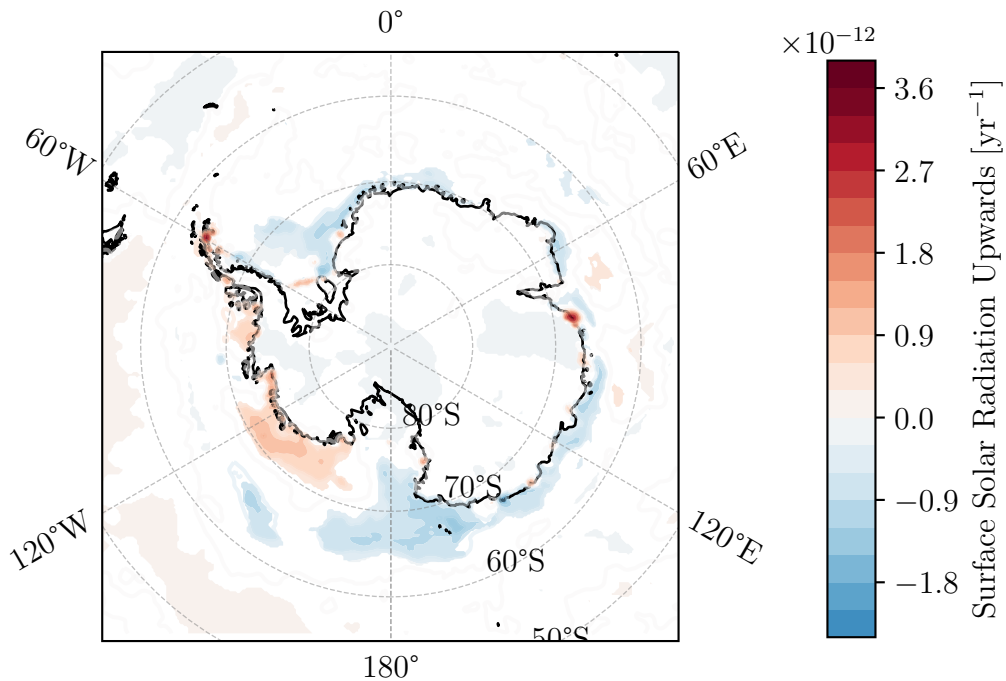 0°
×10⁻¹²
60°W
60°E
3.6
2.7
1.8
0.9
0.0
−0.9
−1.8
Surface Solar Radiation Upwards [yr⁻¹]
80°S
70°S
60°S
50°S
120°W
120°E
180°